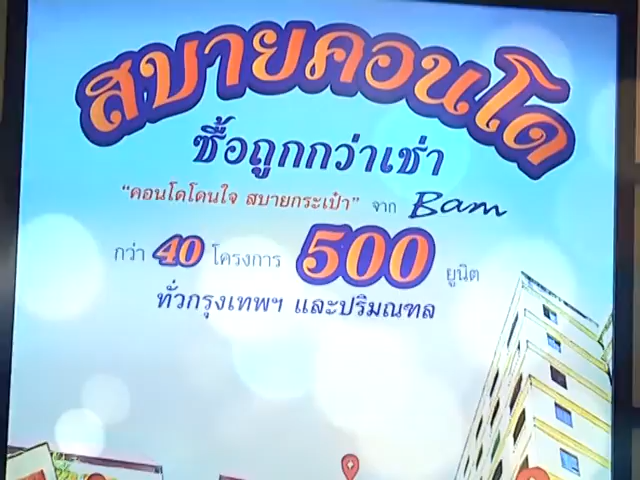 สบายคอนโด
ซื้อถูกกว่าเช่า
“คอนโดโดนใจ สบายกระเป๋า” จาก Bam
กว่า 40 โครงการ 500 ยูนิต
ทั่วกรุงเทพฯ และปริมณฑล